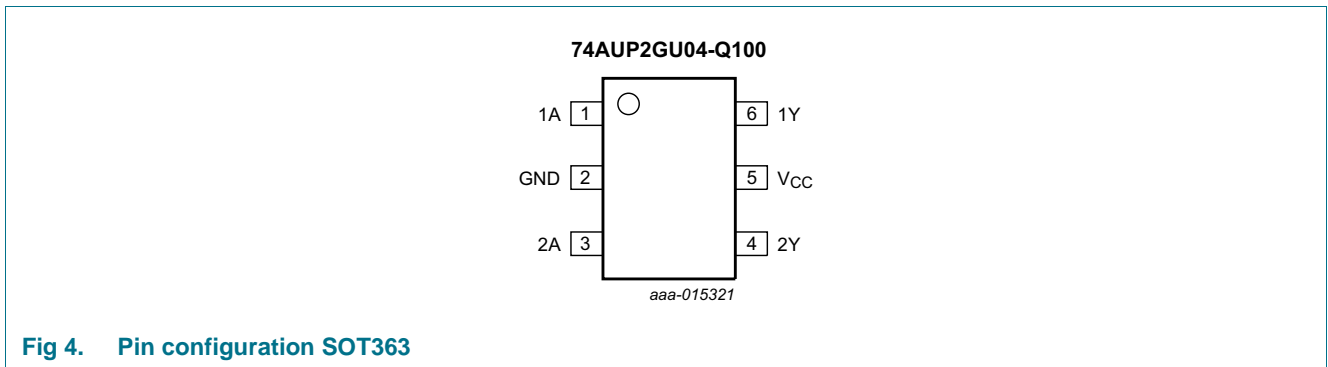 74AUP2GU04-Q100
1A 1 6 1Y
GND 2 5 VCC
2A 3 4 2Y
aaa-015321
Fig 4. Pin configuration SOT363